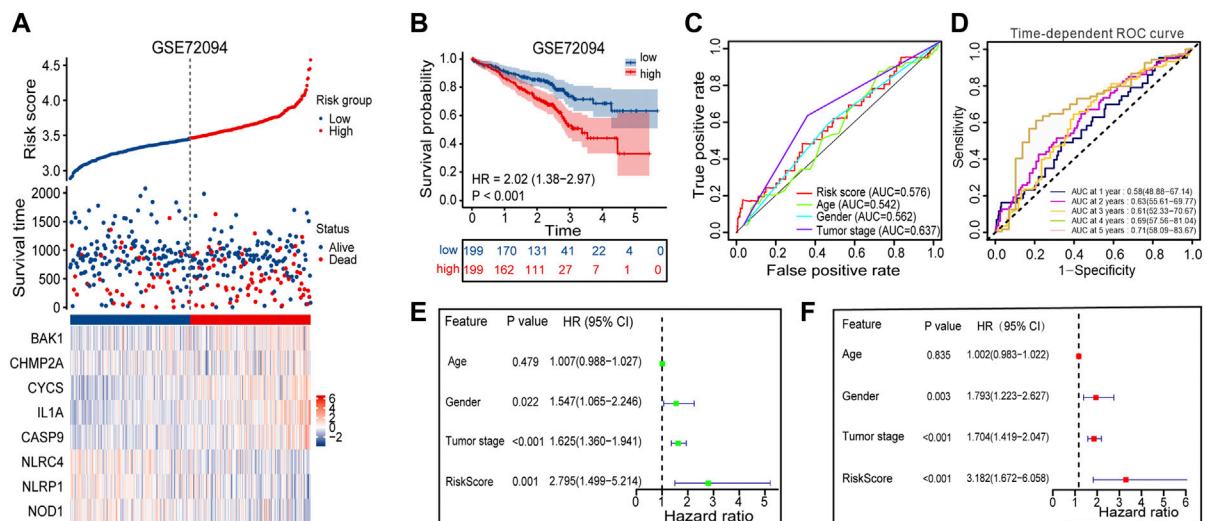 A
GSE72094
Risk score
4.5
4.0
3.5
3.0
Risk group
Low
High
Survival time
2000
1500
1000
500
0
Status
Alive
Dead
BAK1
CHMP2A
CYCS
IL1A
CASP9
NLRC4
NLRP1
NOD1
6
4
2
0
−2
B
GSE72094
Survival probability
1.0
0.8
0.6
0.4
0.2
0.0
low
high
HR = 2.02 (1.38−2.97)
P < 0.001
0 1 2 3 4 5 6
Time
low 199 170 131 41 22 4 0
high 199 162 111 27 7 1 0
C
True positive rate
1.0
0.8
0.6
0.4
0.2
0.0
Risk score (AUC=0.576)
Age (AUC=0.542)
Gender (AUC=0.562)
Tumor stage (AUC=0.637)
0.0 0.2 0.4 0.6 0.8 1.0
False positive rate
D
Time-dependent ROC curve
Sensitivity
1.0
0.8
0.6
0.4
0.2
0.0
AUC at 1 year : 0.58(48.88−67.14)
AUC at 2 years : 0.63(55.61−69.77)
AUC at 3 years : 0.61(52.33−70.67)
AUC at 4 years : 0.69(57.56−81.04)
AUC at 5 years : 0.71(58.09−83.67)
0.0 0.2 0.4 0.6 0.8 1.0
1−Specificity
E
Feature P value HR (95% CI)
Age 0.479 1.007(0.988−1.027)
Gender 0.022 1.547(1.065−2.246)
Tumor stage <0.001 1.625(1.360−1.941)
RiskScore 0.001 2.795(1.499−5.214)
0 1 2 3 4 5
Hazard ratio
F
Feature P value HR (95% CI)
Age 0.835 1.002(0.983−1.022)
Gender 0.003 1.793(1.223−2.627)
Tumor stage <0.001 1.704(1.419−2.047)
RiskScore <0.001 3.182(1.672−6.058)
0 1 2 3 4 5 6
Hazard ratio